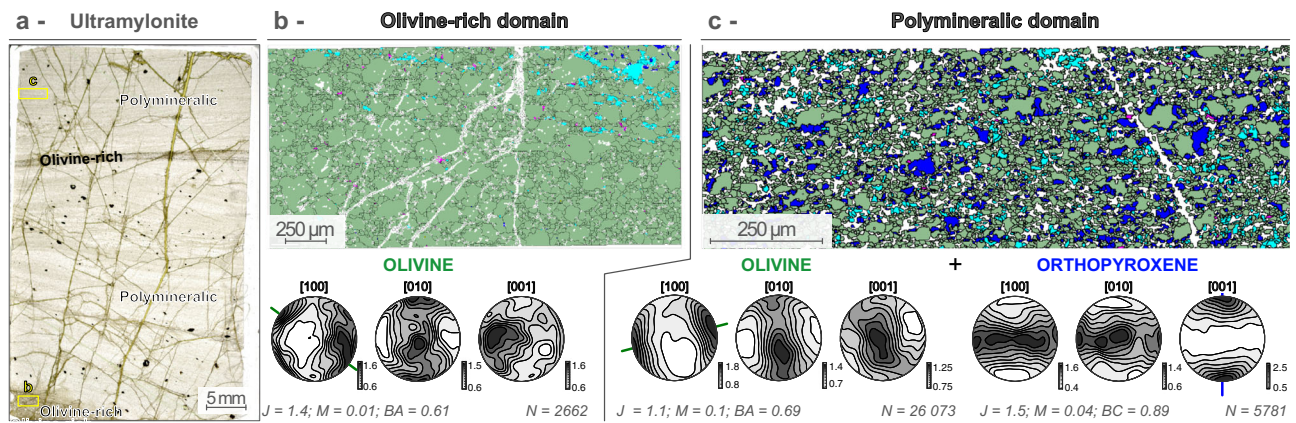 a - Ultramylonite
b - Olivine-rich domain
c - Polymineralic domain
c
Polymineralic
Olivine-rich
Polymineralic
b
Olivine-rich
5 mm
250 µm
250 µm
OLIVINE
[100] [010] [001]
1.6
0.6
1.5
0.6
1.6
0.6
J = 1.4; M = 0.01; BA = 0.61 N = 2662
OLIVINE + ORTHOPYROXENE
[100] [010] [001] [100] [010] [001]
1.8
0.8
1.4
0.7
1.25
0.75
1.6
0.4
1.4
0.6
2.5
0.5
J = 1.1; M = 0.1; BA = 0.69 N = 26 073 J = 1.5; M = 0.04; BC = 0.89 N = 5781